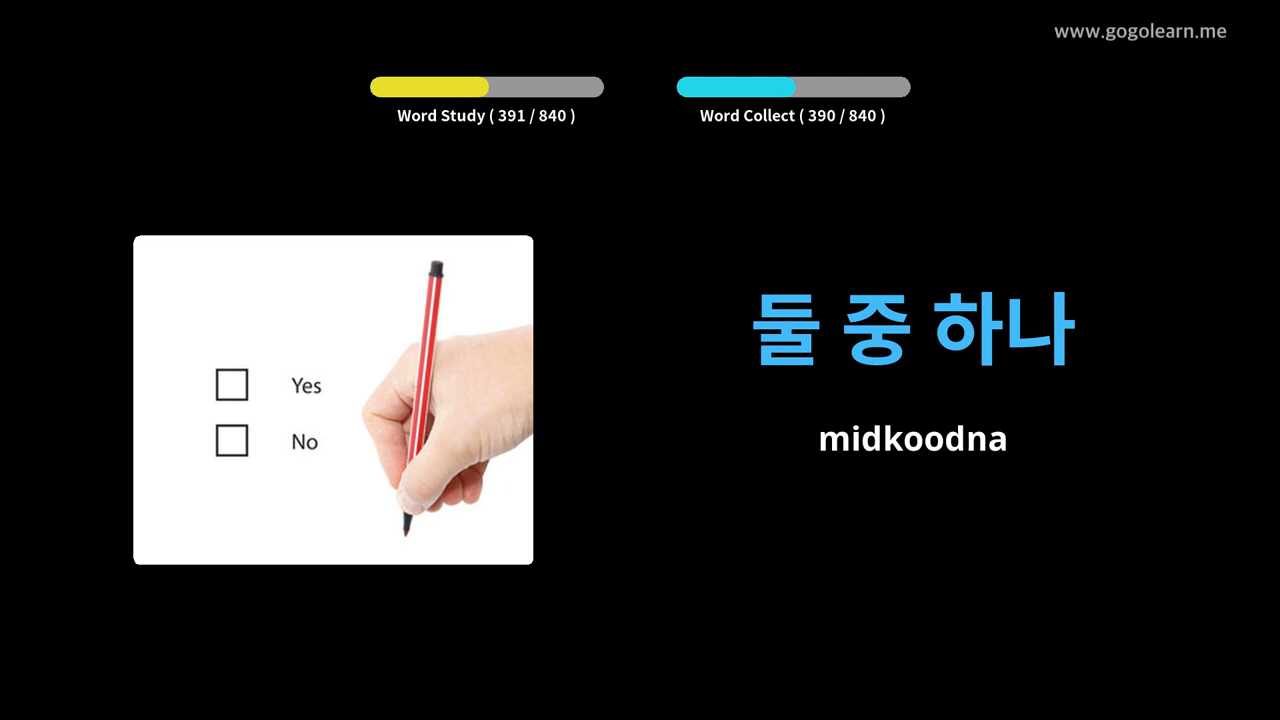 www.gogolearn.me
Word Study ( 391 / 840 )
Word Collect ( 390 / 840 )
Yes
No
둘 중 하나
midkoodna